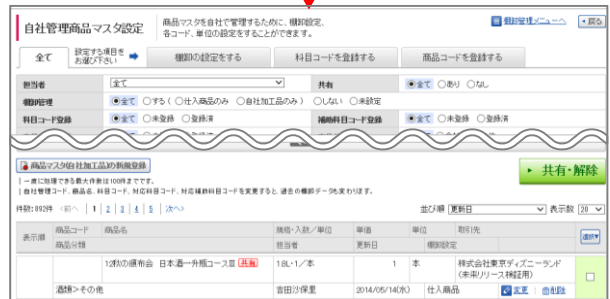 自社管理商品マスタ設定
商品マスタを自社で管理するために、棚卸設定、
各コード、単位の設定をすることができます。
棚卸管理メニューへ
戻る
全て
設定する項目を
お選び下さい
棚卸の設定をする
科目コードを登録する
商品コードを登録する
担当者 全て 共有 全て あり なし
棚卸管理 全て する ( 仕入商品のみ 自社加工品のみ ) しない 未設定
科目コード登録 全て 未登録 登録済 補助科目コード登録 全て 未登録 登録済
商品マスタ(自社加工品)の新規登録
共有・解除
一度に処理できる最大件数は100件までです。
自社管理コード、商品名、科目コード、対応科目コード、対応補助科目コードを変更すると、過去の棚卸データも変わります。
件数:892件 <前へ | 1 | 2 | 3 | 4 | 5 | 次へ>
並び順 更新日 表示数 20
表示順 商品コード 商品名 規格・入数/単位 単価 単位 取引先 選択▼
商品分類 担当者 更新日 棚卸設定
12秋の頒布会 日本酒一升瓶コースⅢ 共有 1.8L・1/本 1 本 株式会社東京ディズニーランド
(未来リリース検証用)
酒類>その他 吉田沙保里 2014/05/14(水) 仕入商品 変更 | 削除